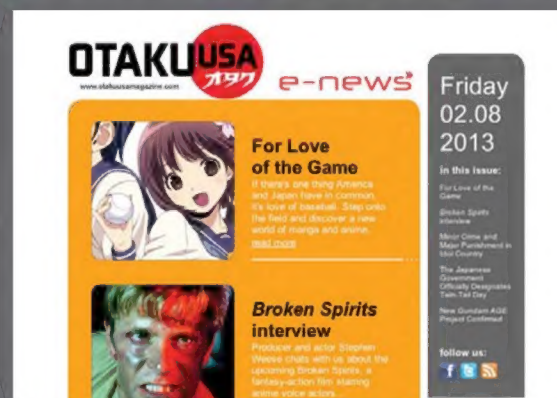 OTAKU USA
オタク
www.otakuusamagazine.com
e-news
For Love
of the Game
If there's one thing America
and Japan have in common,
it's love of baseball. Step onto
the field and discover a new
world of manga and anime.
read more
Broken Spirits
interview
Producer and actor Stephen
Weese chats with us about the
upcoming Broken Spirits, a
fantasy-action film starring
anime voice actors.
Friday
02.08
2013
in this issue:
For Love of the
Game
Broken Spirits
interview
Minor Crime and
Major Punishment in
Idol Country
The Japanese
Government
Officially Designates
Twin-Tail Day
New Gundam AGE
Project Confirmed
follow us: